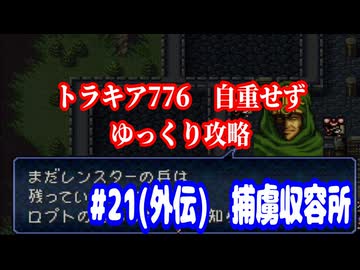 トラキア776 自重せず
ゆっくり攻略
まだレンスターの兵は
残ってい
ロプトの
知
#21(外伝) 捕虜収容所